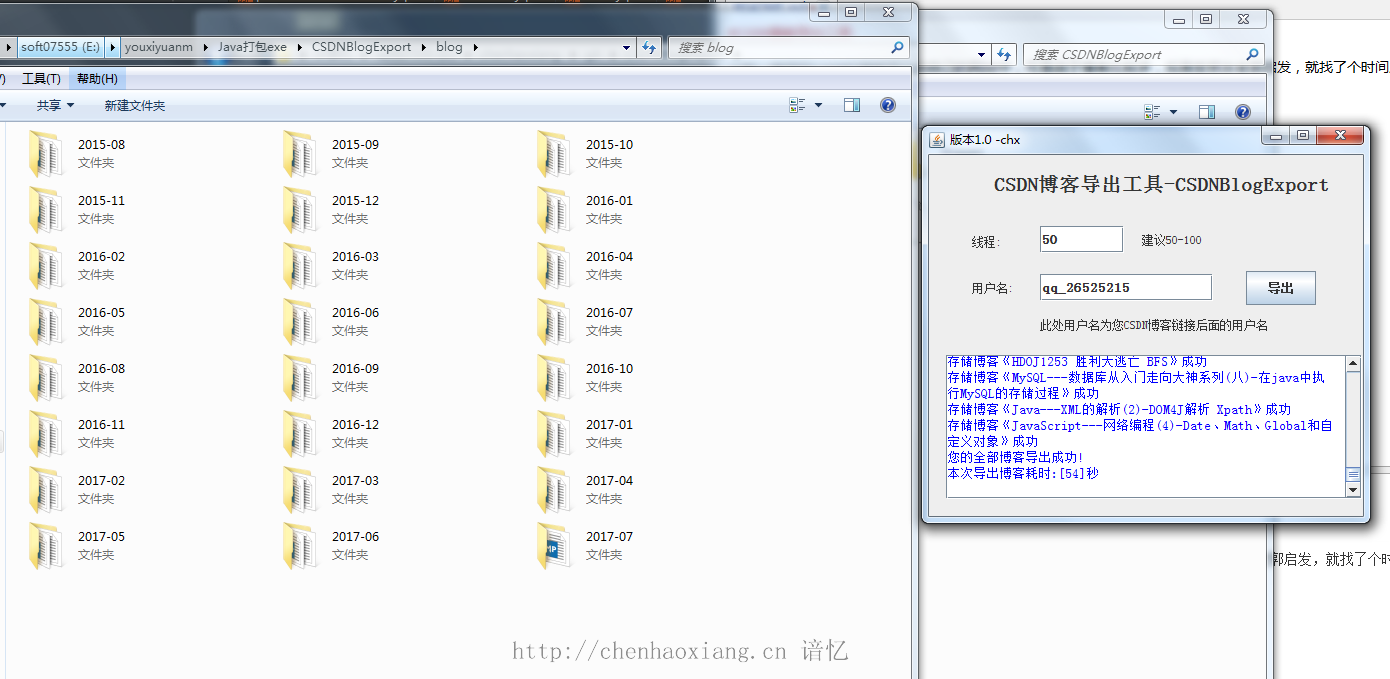 soft07555 (E:) ▸ youxiyuanm ▸ Java打包exe ▸ CSDNBlogExport ▸ blog ▸
搜索 blog
工具(T) 帮助(H)
共享 新建文件夹
2015-08 2015-09 2015-10
文件夹 文件夹 文件夹
2015-11 2015-12 2016-01
文件夹 文件夹 文件夹
2016-02 2016-03 2016-04
文件夹 文件夹 文件夹
2016-05 2016-06 2016-07
文件夹 文件夹 文件夹
2016-08 2016-09 2016-10
文件夹 文件夹 文件夹
2016-11 2016-12 2017-01
文件夹 文件夹 文件夹
2017-02 2017-03 2017-04
文件夹 文件夹 文件夹
2017-05 2017-06 2017-07
文件夹 文件夹 文件夹
http://chenhaoxiang.cn 谙忆
搜索 CSDNBlogExport
发，就找了个时间
版本1.0 -chx
CSDN博客导出工具-CSDNBlogExport
线程: 50 建议50-100
用户名: qq_26525215 导出
此处用户名为您CSDN博客链接后面的用户名
存储博客《HDOJ1253 胜利大逃亡 BFS》成功
存储博客《MySQL---数据库从入门走向大神系列(八)-在java中执
行MySQL的存储过程》成功
存储博客《Java---XML的解析(2)-DOM4J解析 Xpath》成功
存储博客《JavaScript---网络编程(4)-Date、Math、Global和自
定义对象》成功
您的全部博客导出成功!
本次导出博客耗时:[54]秒
郭启发，就找了个时